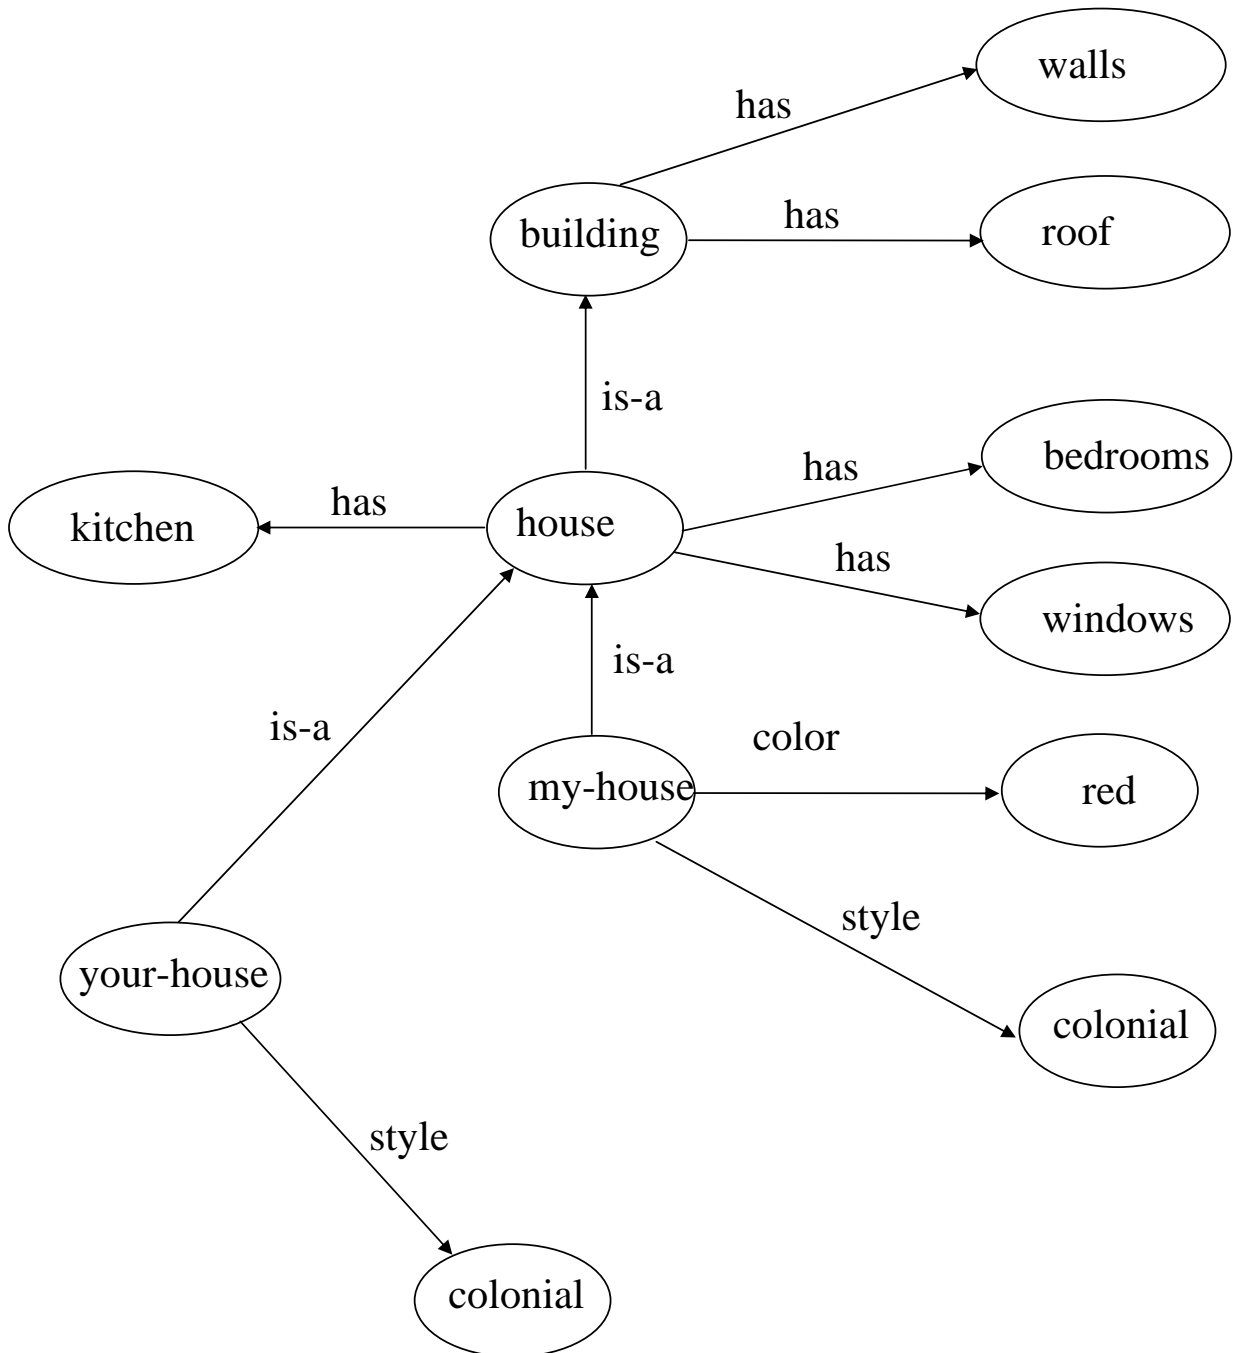 walls
has
has
building
roof
is-a
bedrooms
has
has
kitchen
house
has
windows
is-a
is-a
color
my-house
red
style
your-house
colonial
style
colonial